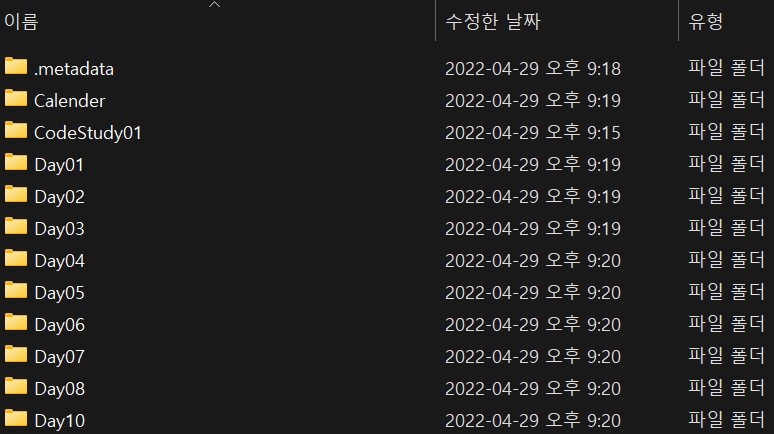 이름 수정한 날짜 유형
.metadata 2022-04-29 오후 9:18 파일 폴더
Calender 2022-04-29 오후 9:19 파일 폴더
CodeStudy01 2022-04-29 오후 9:15 파일 폴더
Day01 2022-04-29 오후 9:19 파일 폴더
Day02 2022-04-29 오후 9:19 파일 폴더
Day03 2022-04-29 오후 9:19 파일 폴더
Day04 2022-04-29 오후 9:20 파일 폴더
Day05 2022-04-29 오후 9:20 파일 폴더
Day06 2022-04-29 오후 9:20 파일 폴더
Day07 2022-04-29 오후 9:20 파일 폴더
Day08 2022-04-29 오후 9:20 파일 폴더
Day10 2022-04-29 오후 9:20 파일 폴더